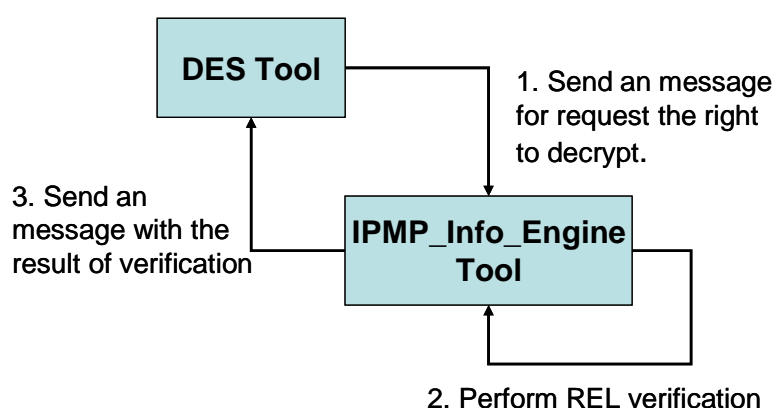 DES Tool
1. Send an message
for request the right
to decrypt.
3. Send an
message with the
result of verification
IPMP_Info_Engine
Tool
2. Perform REL verification